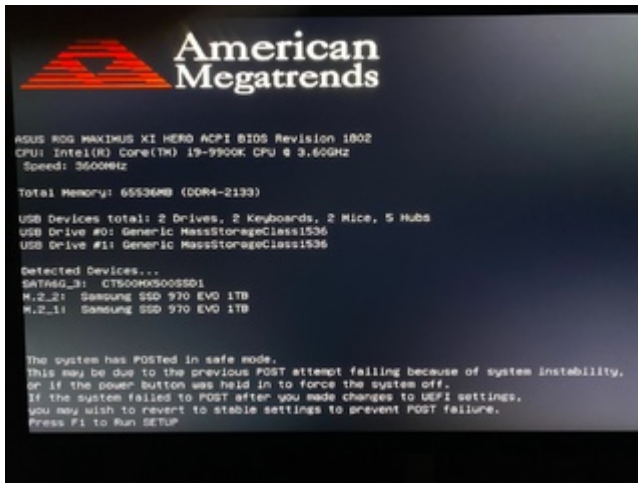 American
Megatrends
ASUS ROG MAXIMUS XI HERO ACPI BIOS Revision 1802
CPU: Intel(R) Core(TM) i9-9900K CPU @ 3.60GHz
Speed: 3600MHz
Total Memory: 65536MB (DDR4-2133)
USB Devices total: 2 Drives, 2 Keyboards, 2 Mice, 5 Hubs
USB Drive #0: Generic MassStorageClass1536
USB Drive #1: Generic MassStorageClass1536
Detected Devices...
SATA6G_3: CT500MX500SSD1
M.2_2: Samsung SSD 970 EVO 1TB
M.2_1: Samsung SSD 970 EVO 1TB
The system has POSTed in safe mode.
This may be due to the previous POST attempt failing because of system instability,
or if the power button was held in to force the system off.
If the system failed to POST after you made changes to UEFI settings,
you may wish to revert to stable settings to prevent POST failure.
Press F1 to Run SETUP